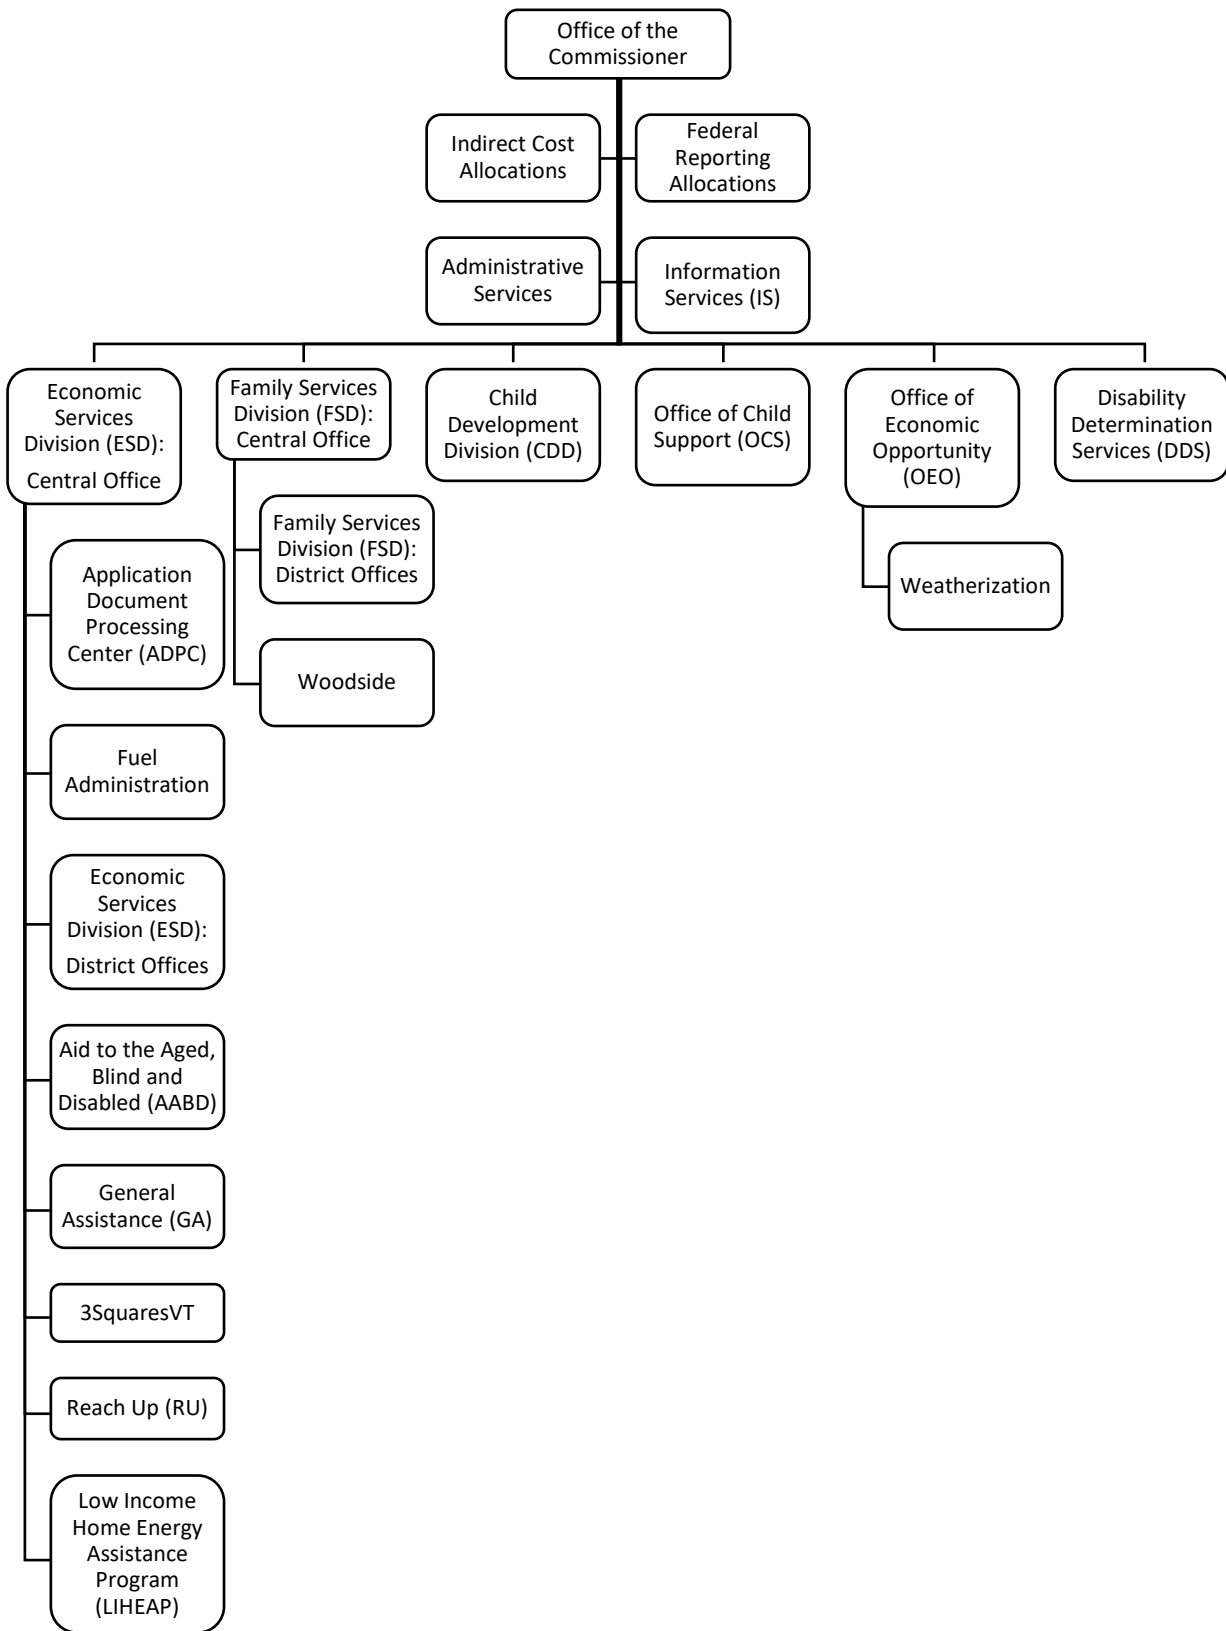 Office of the
Commissioner
Indirect Cost
Allocations
Federal
Reporting
Allocations
Administrative
Services
Information
Services (IS)
Economic
Services
Division (ESD):
Central Office
Family Services
Division (FSD):
Central Office
Child
Development
Division (CDD)
Office of Child
Support (OCS)
Office of
Economic
Opportunity
(OEO)
Disability
Determination
Services (DDS)
Application
Document
Processing
Center (ADPC)
Family Services
Division (FSD):
District Offices
Weatherization
Woodside
Fuel
Administration
Economic
Services
Division (ESD):
District Offices
Aid to the Aged,
Blind and
Disabled (AABD)
General
Assistance (GA)
3SquaresVT
Reach Up (RU)
Low Income
Home Energy
Assistance
Program
(LIHEAP)